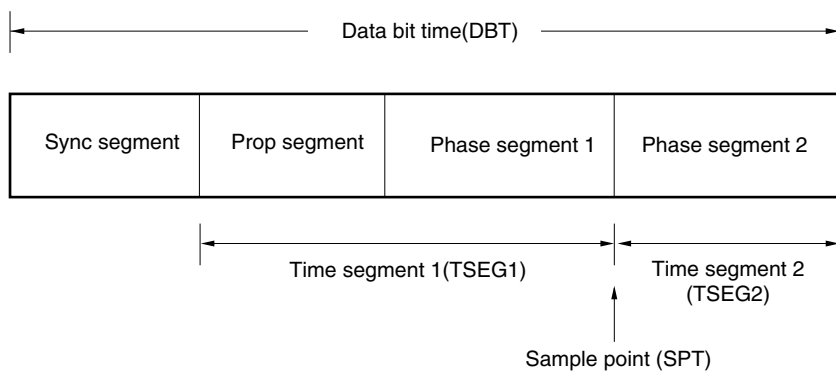 Data bit time(DBT)
Sync segment
Prop segment
Phase segment 1
Phase segment 2
Time segment 1(TSEG1)
Time segment 2
(TSEG2)
Sample point (SPT)